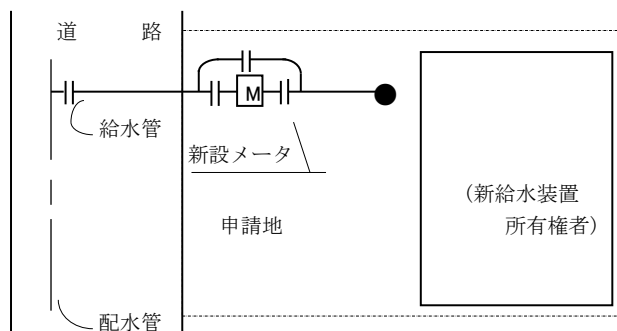 道　　路
M
給水管
新設メータ
(新給水装置
所有権者)
申請地
配水管